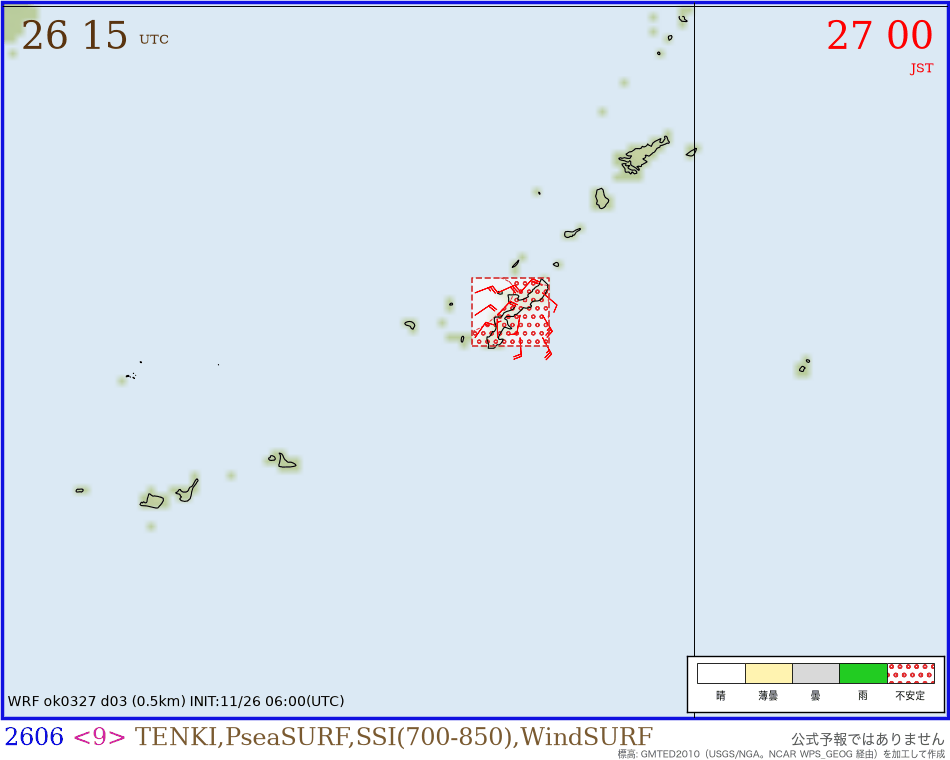 26 15 UTC
27 00
JST
晴 薄曇 曇 雨 不安定
WRF ok0327 d03 (0.5km) INIT:11/26 06:00(UTC)
2606 <9> TENKI,PseaSURF,SSI(700-850),WindSURF
公式予報ではありません
標高: GMTED2010（USGS/NGA。NCAR WPS_GEOG 経由）を加工して作成